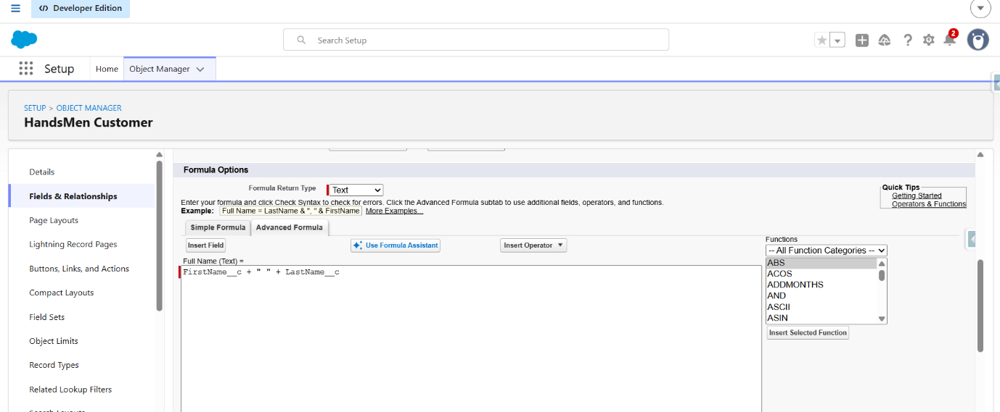 Developer Edition
Search Setup
2
Setup
Home
Object Manager
SETUP > OBJECT MANAGER
HandsMen Customer
Details
Fields & Relationships
Page Layouts
Lightning Record Pages
Buttons, Links, and Actions
Compact Layouts
Field Sets
Object Limits
Record Types
Related Lookup Filters
Formula Options
Formula Return Type
Text
Quick Tips
Getting Started
Operators & Functions
Enter your formula and click Check Syntax to check for errors. Click the Advanced Formula subtab to use additional fields, operators, and functions.
Example: Full Name = LastName & ", " & FirstName More Examples...
Simple Formula
Advanced Formula
Insert Field
Use Formula Assistant
Insert Operator
Full Name (Text) =
FirstName__c + " " + LastName__c
Functions
-- All Function Categories --
ABS
ACOS
ADDMONTHS
AND
ASCII
ASIN
Insert Selected Function